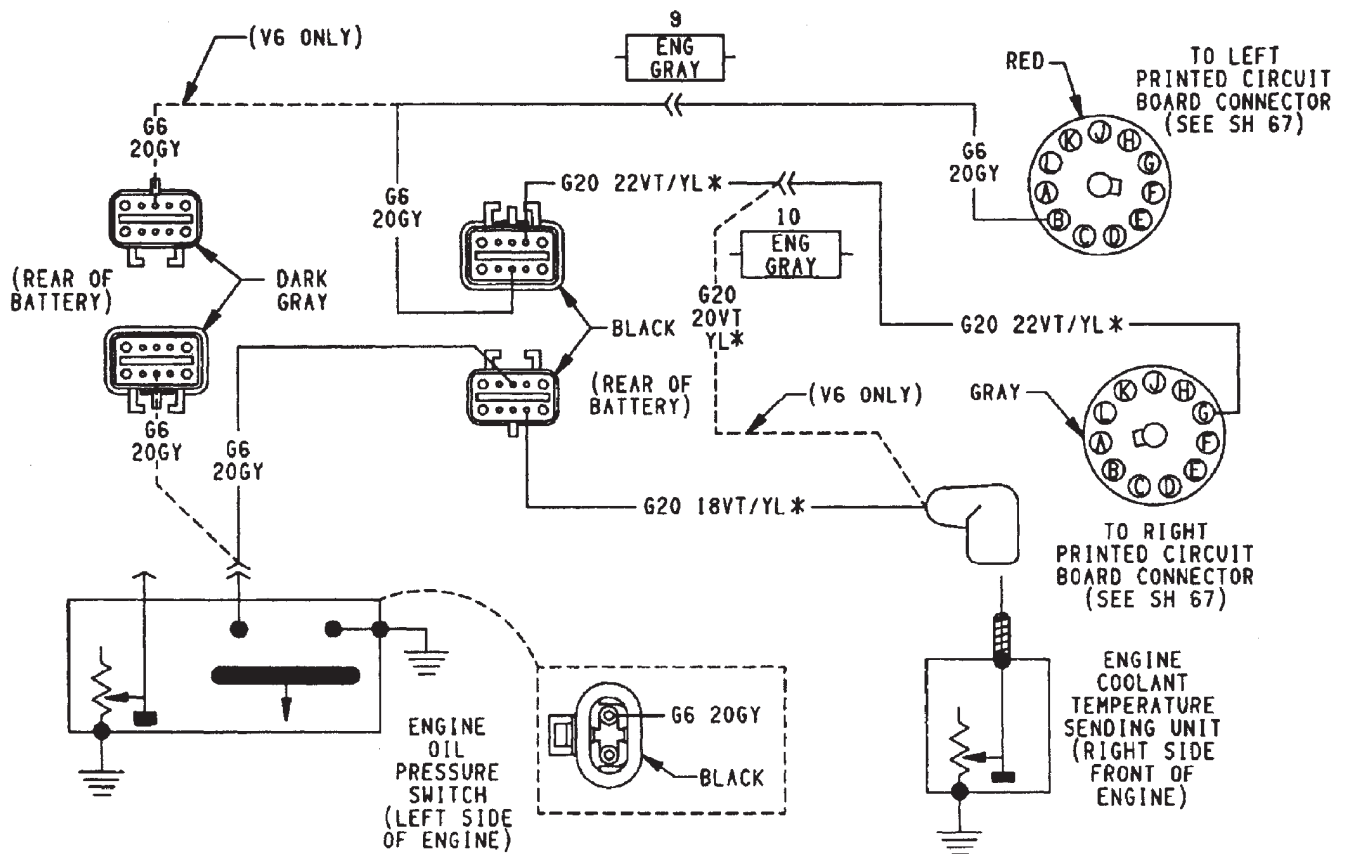 (V6 ONLY)
9
ENG
GRAY
RED
TO LEFT
PRINTED CIRCUIT
BOARD CONNECTOR
(SEE SH 67)
G6
20GY
G6
20GY
G20 22VT/YL*
G6
20GY
J
K
H
L
G
A
F
B
E
C
D
10
ENG
GRAY
(REAR OF
BATTERY)
DARK
GRAY
G20
20VT
YL*
BLACK
G20 22VT/YL*
(REAR OF
BATTERY)
(V6 ONLY)
GRAY
J
K
H
L
G
A
F
B
E
C
D
G6
20GY
G6
20GY
G20 18VT/YL*
TO RIGHT
PRINTED CIRCUIT
BOARD CONNECTOR
(SEE SH 67)
ENGINE
OIL
PRESSURE
SWITCH
(LEFT SIDE
OF ENGINE)
G6 20GY
BLACK
ENGINE
COOLANT
TEMPERATURE
SENDING UNIT
(RIGHT SIDE
FRONT OF
ENGINE)